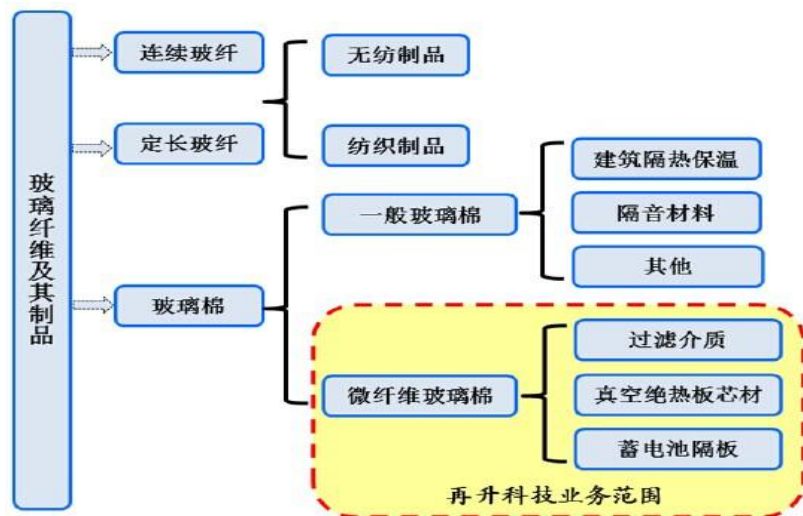 玻璃纤维及其制品
连续玻纤
无纺制品
定长玻纤
纺织制品
玻璃棉
一般玻璃棉
建筑隔热保温
隔音材料
其他
微纤维玻璃棉
过滤介质
真空绝热板芯材
蓄电池隔板
再升科技业务范围